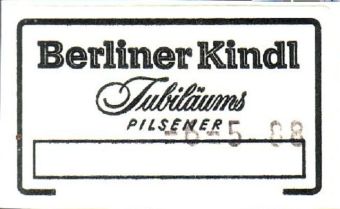 Berliner Kindl
Jubiläums
PILSENER
-6-5.08